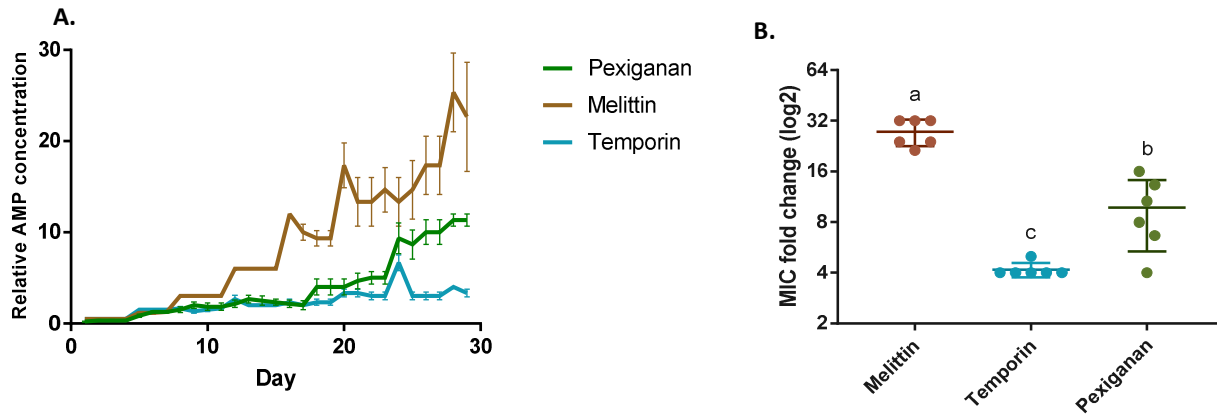 A.
Relative AMP concentration
30
20
10
0
0
10
20
30
Day
Pexiganan
Melittin
Temporin
B.
MIC fold change (log2)
64
32
16
8
4
2
a
c
b
Melittin
Temporin
Pexiganan